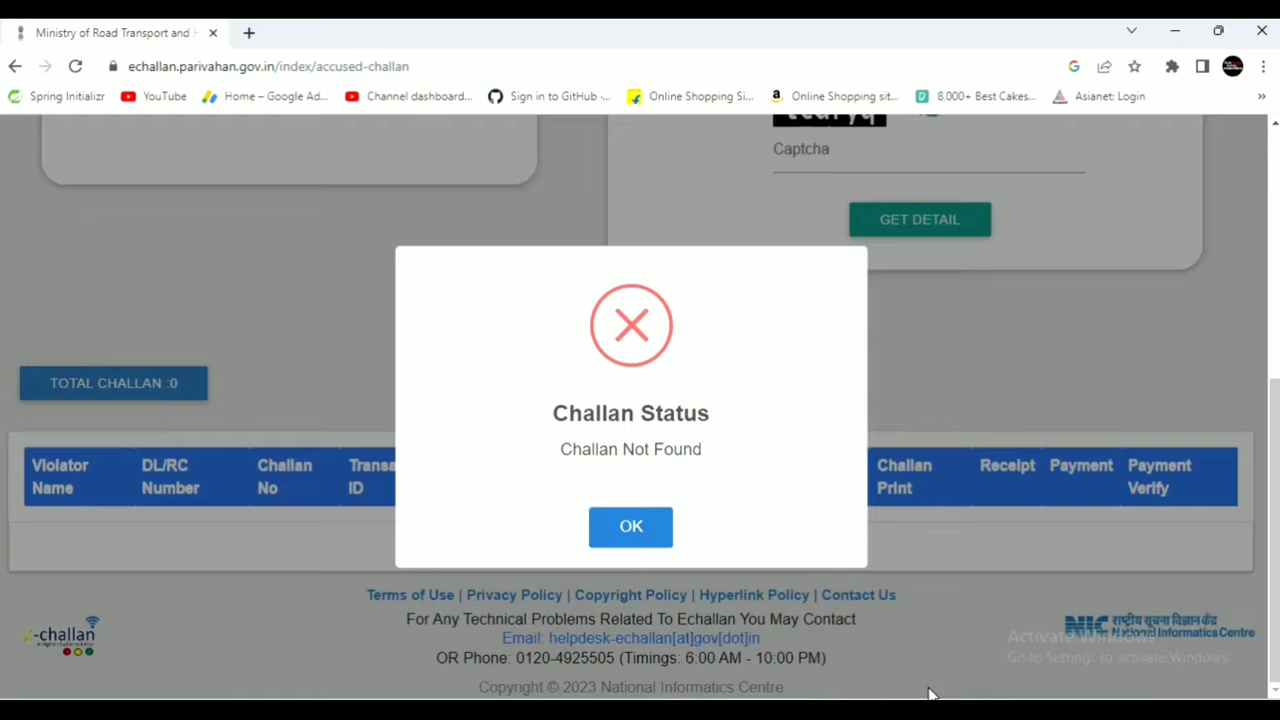 Ministry of Road Transport and
echallan.parivahan.gov.in/index/accused-challan
Spring Initializr YouTube Home – Google Ad... Channel dashboard... Sign in to GitHub ·... Online Shopping Si... Online Shopping sit... 8,000+ Best Cakes... Asianet: Login »
Captcha
GET DETAIL
TOTAL CHALLAN :0
Challan Status
Challan Not Found
OK
Violator Name
DL/RC Number
Challan No
Transa ID
Challan Print
Receipt
Payment
Payment Verify
Terms of Use | Privacy Policy | Copyright Policy | Hyperlink Policy | Contact Us
For Any Technical Problems Related To Echallan You May Contact
Email: helpdesk-echallan[at]gov[dot]in
OR Phone: 0120-4925505 (Timings: 6:00 AM - 10:00 PM)
Copyright © 2023 National Informatics Centre
e-challan
NIC राष्ट्रीय सूचना विज्ञान केंद्र
National Informatics Centre
Activate Windows
Go to Settings to activate Windows.